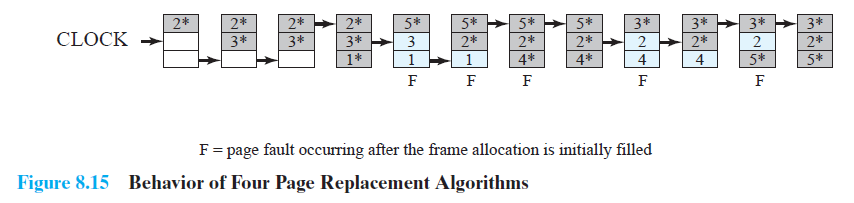 2* 2* 2* 2* 5* 5* 5* 5* 3* 3* 3* 3*
CLOCK 3* 3* 3* 3 2* 2* 2* 2 2* 2 2*
1* 1 1 4* 4* 4 4 5* 5*
F F F F F
F = page fault occurring after the frame allocation is initially filled
Figure 8.15 Behavior of Four Page Replacement Algorithms